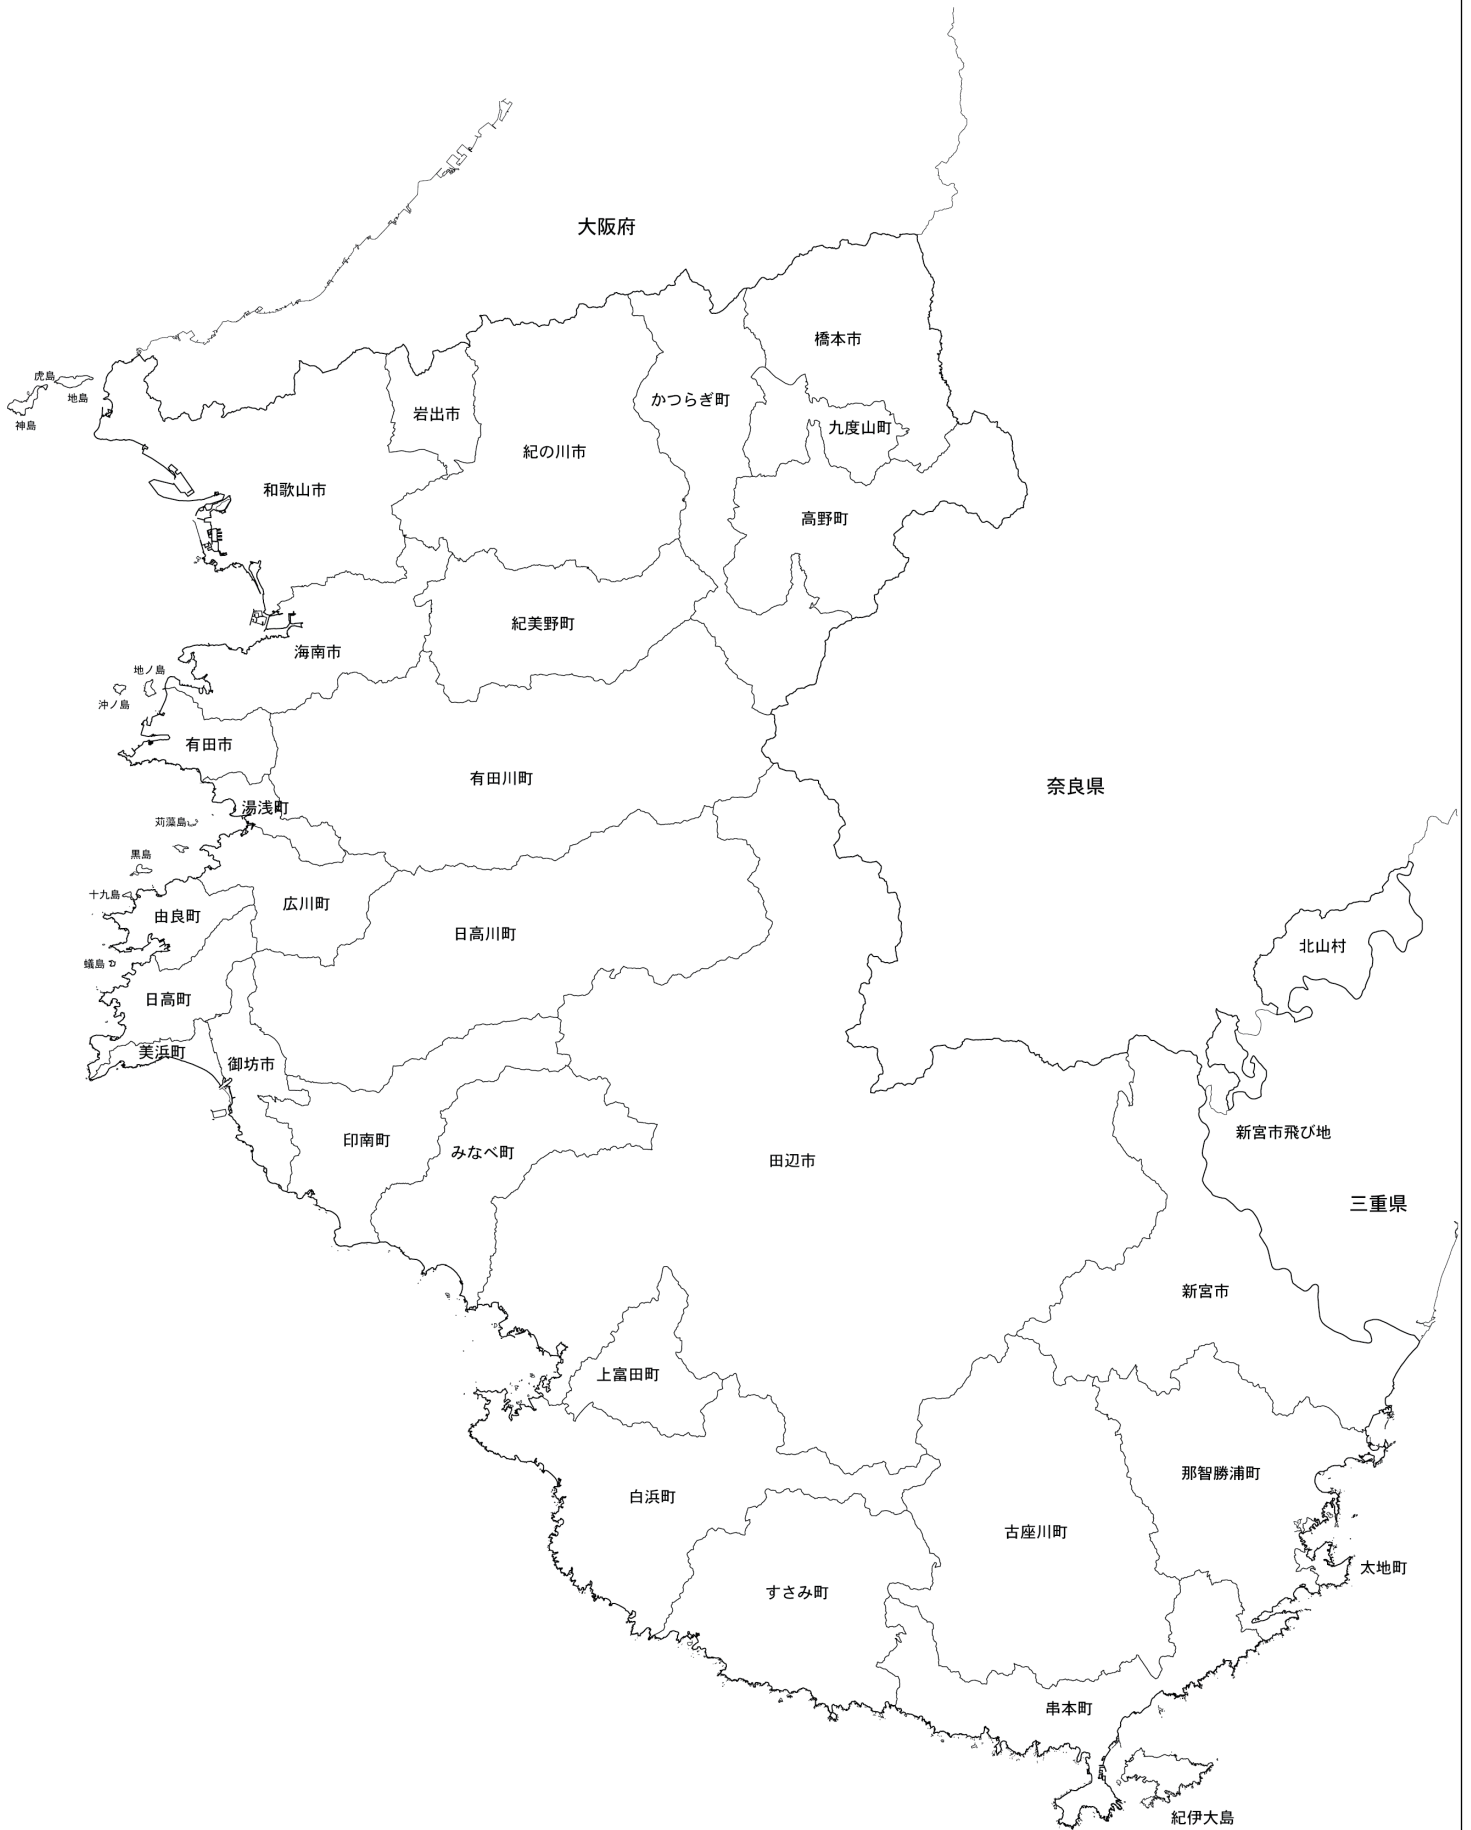 大阪府
橋本市
虎島
地島
かつらぎ町
岩出市
神島
九度山町
紀の川市
和歌山市
高野町
紀美野町
海南市
地ノ島
沖ノ島
有田市
有田川町
奈良県
湯浅町
苅藻島
黒島
十九島
広川町
由良町
日高川町
北山村
蟻島
日高町
美浜町
御坊市
新宮市飛び地
印南町
みなべ町
田辺市
三重県
新宮市
上富田町
那智勝浦町
白浜町
古座川町
太地町
すさみ町
串本町
紀伊大島